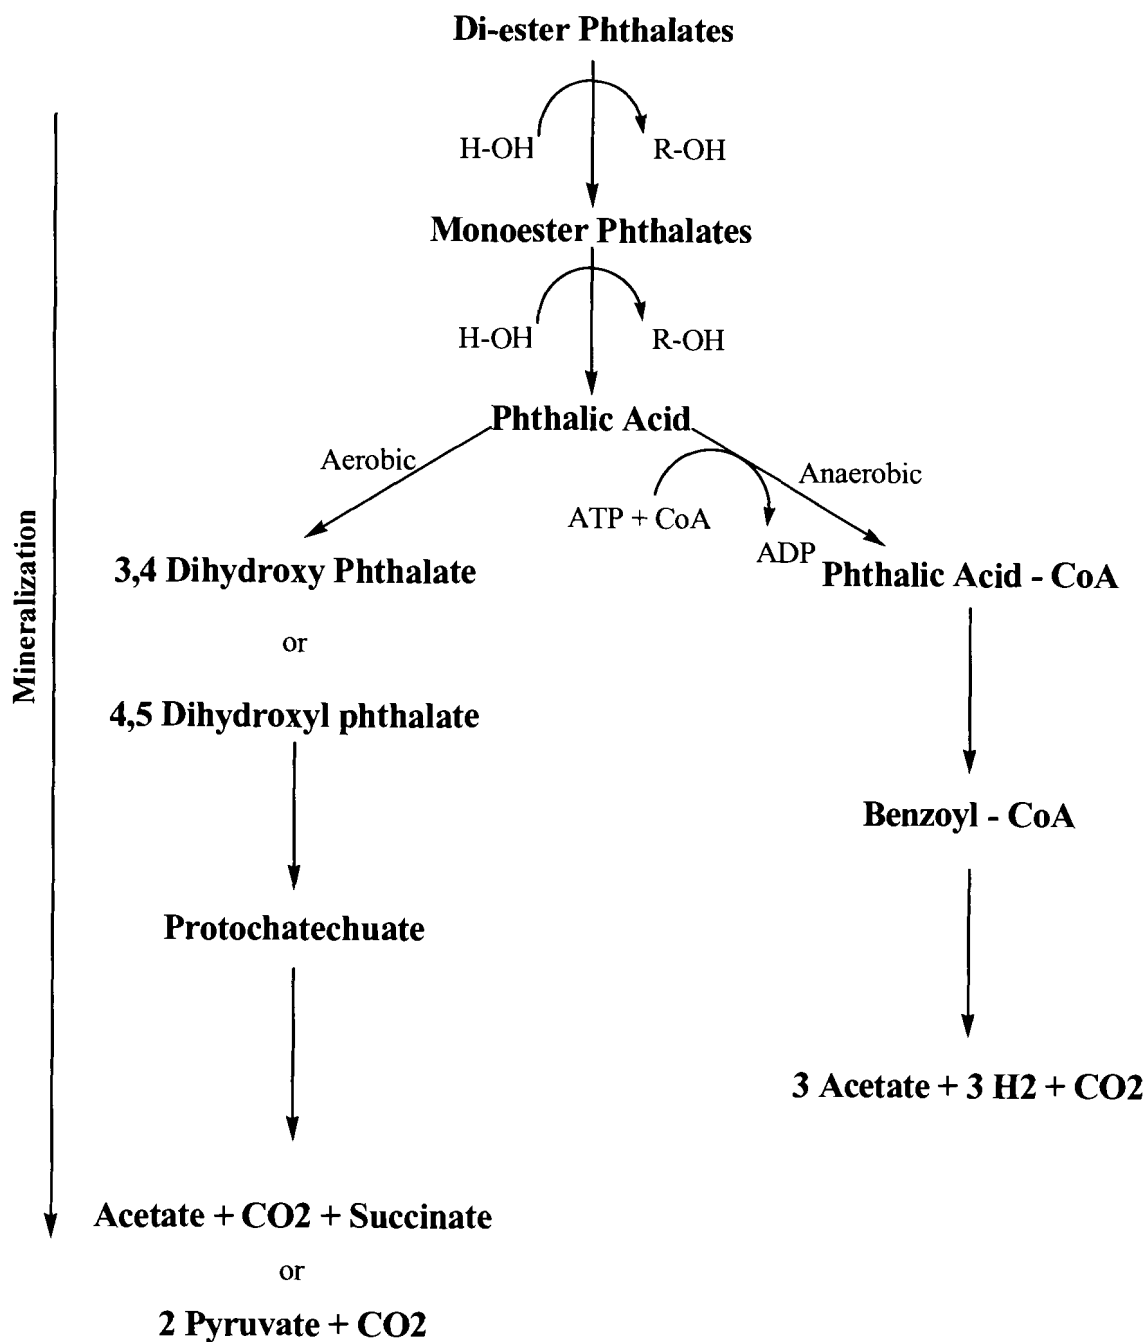 Di-ester Phthalates
H-OH
R-OH
Monoester Phthalates
H-OH
R-OH
Phthalic Acid
Aerobic
Anaerobic
ATP + CoA
ADP
3,4 Dihydroxy Phthalate
Phthalic Acid - CoA
or
Mineralization
4,5 Dihydroxyl phthalate
Benzoyl - CoA
Protochatechuate
3 Acetate + 3 H2 + CO2
Acetate + CO2 + Succinate
or
2 Pyruvate + CO2